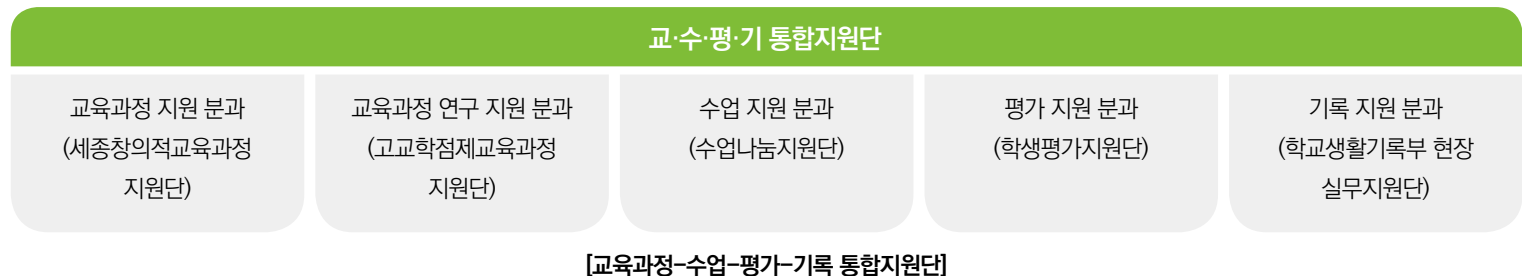 교·수·평·기 통합지원단
교육과정 지원 분과
(세종창의적교육과정
지원단)
교육과정 연구 지원 분과
(고교학점제교육과정
지원단)
수업 지원 분과
(수업나눔지원단)
평가 지원 분과
(학생평가지원단)
기록 지원 분과
(학교생활기록부 현장
실무지원단)
[교육과정-수업-평가-기록 통합지원단]